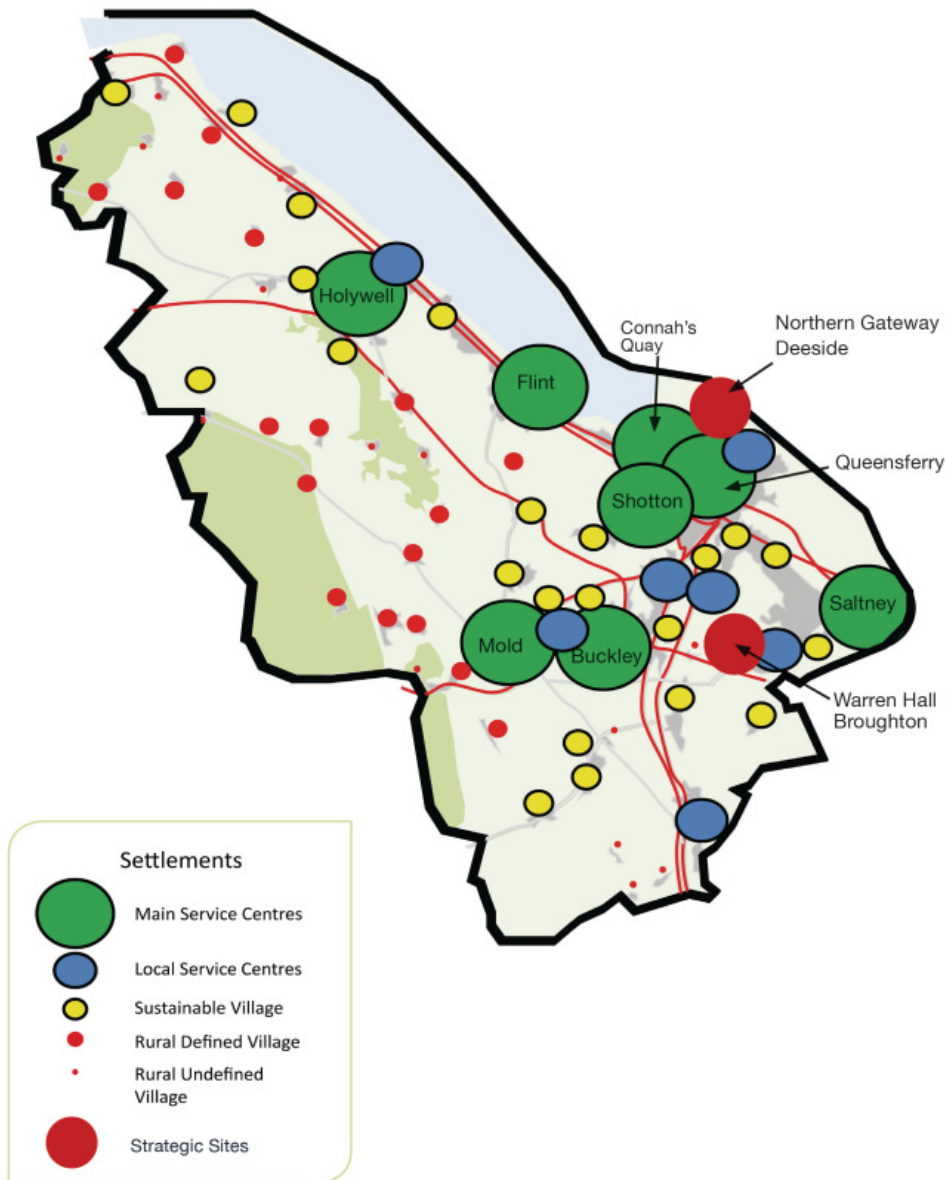 Holywell
Flint
Connah's
Quay
Northern Gateway
Deeside
Queensferry
Shotton
Saltney
Mold
Buckley
Warren Hall
Broughton
Settlements
Main Service Centres
Local Service Centres
Sustainable Village
Rural Defined Village
Rural Undefined
Village
Strategic Sites